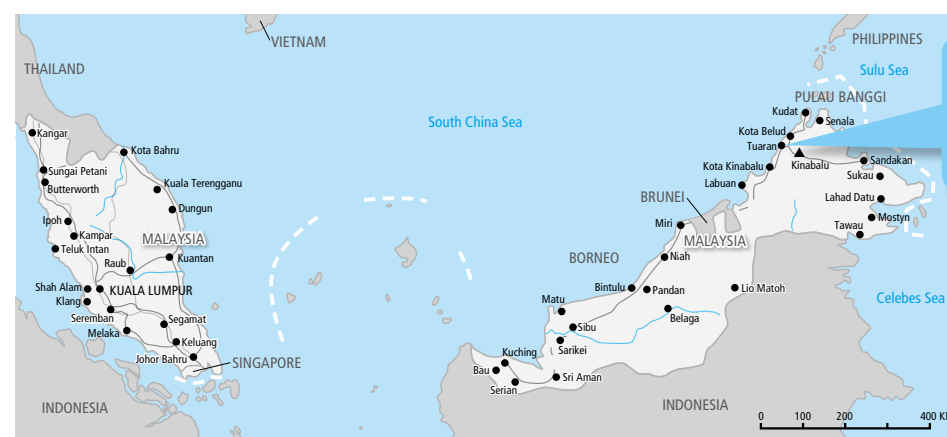 VIETNAM
PHILIPPINES
THAILAND
Sulu Sea
PULAU BANGGI
Kudat
Senala
South China Sea
Kangar
Kota Belud
Kota Bahru
Tuaran
Sandakan
Kinabalu
Kota Kinabalu
Sungai Petani
Sukau
Butterworth
Kuala Terengganu
Labuan
BRUNEI
Lahad Datu
Dungun
Mostyn
Ipoh
Miri
Tawau
Kampar
MALAYSIA
MALAYSIA
Teluk Intan
Kuantan
Niah
BORNEO
Raub
Shah Alam
KUALA LUMPUR
Bintulu
Pandan
Lio Matoh
Klang
Matu
Celebes Sea
Seremban
Segamat
Belaga
Melaka
Sibu
Keluang
Sarikei
Johor Bahru
Kuching
SINGAPORE
Bau
Sri Aman
Serian
INDONESIA
INDONESIA
0 100 200 400